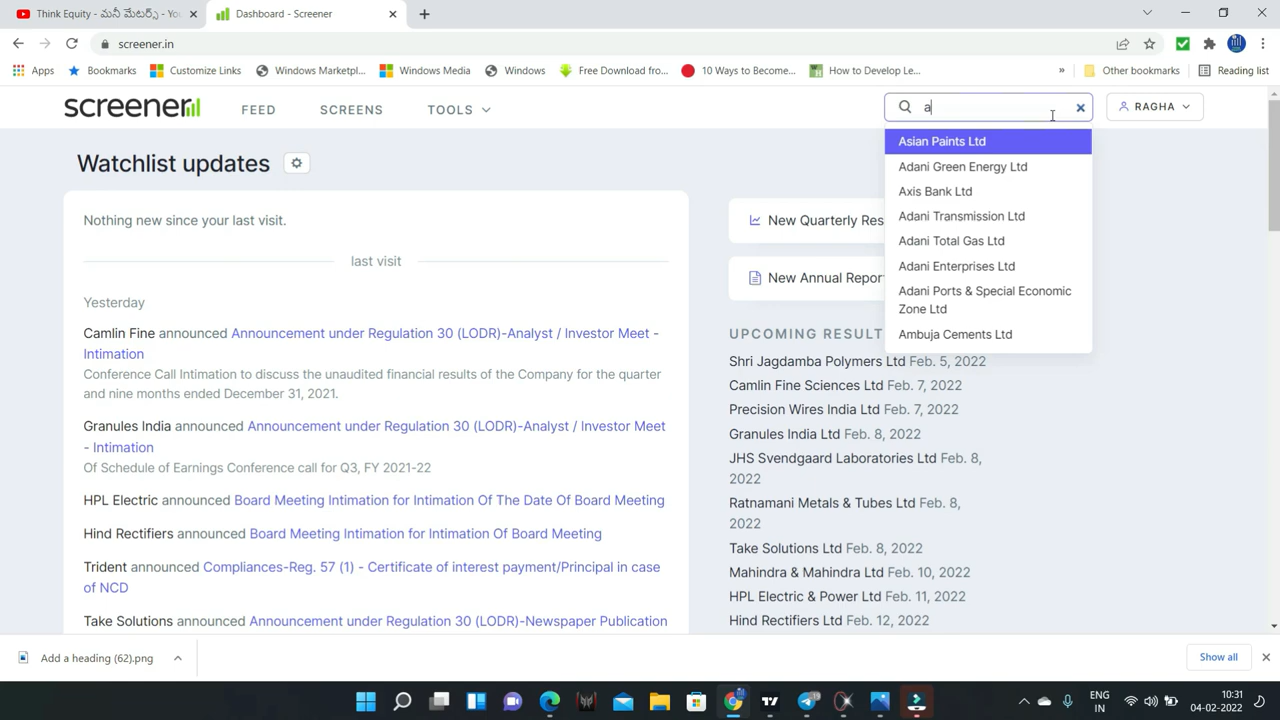 Think Equity - మనీ మేటర్స్ - Yo
Dashboard - Screener
screener.in
Apps
Bookmarks
Customize Links
Windows Marketpl...
Windows Media
Windows
Free Download fro...
10 Ways to Become...
How to Develop Le...
»
Other bookmarks
Reading list
screener
FEED
SCREENS
TOOLS
a
RAGHA
Asian Paints Ltd
Adani Green Energy Ltd
Axis Bank Ltd
Adani Transmission Ltd
Adani Total Gas Ltd
Adani Enterprises Ltd
Adani Ports & Special Economic
Zone Ltd
Ambuja Cements Ltd
Watchlist updates
Nothing new since your last visit.
last visit
Yesterday
Camlin Fine announced Announcement under Regulation 30 (LODR)-Analyst / Investor Meet -
Intimation
Conference Call Intimation to discuss the unaudited financial results of the Company for the quarter
and nine months ended December 31, 2021.
Granules India announced Announcement under Regulation 30 (LODR)-Analyst / Investor Meet
- Intimation
Of Schedule of Earnings Conference call for Q3, FY 2021-22
HPL Electric announced Board Meeting Intimation for Intimation Of The Date Of Board Meeting
Hind Rectifiers announced Board Meeting Intimation for Intimation Of Board Meeting
Trident announced Compliances-Reg. 57 (1) - Certificate of interest payment/Principal in case
of NCD
Take Solutions announced Announcement under Regulation 30 (LODR)-Newspaper Publication
New Quarterly Res
New Annual Repor
UPCOMING RESULT
Shri Jagdamba Polymers Ltd Feb. 5, 2022
Camlin Fine Sciences Ltd Feb. 7, 2022
Precision Wires India Ltd Feb. 7, 2022
Granules India Ltd Feb. 8, 2022
JHS Svendgaard Laboratories Ltd Feb. 8,
2022
Ratnamani Metals & Tubes Ltd Feb. 8,
2022
Take Solutions Ltd Feb. 8, 2022
Mahindra & Mahindra Ltd Feb. 10, 2022
HPL Electric & Power Ltd Feb. 11, 2022
Hind Rectifiers Ltd Feb. 12, 2022
Add a heading (62).png
Show all
ENG
IN
10:31
04-02-2022